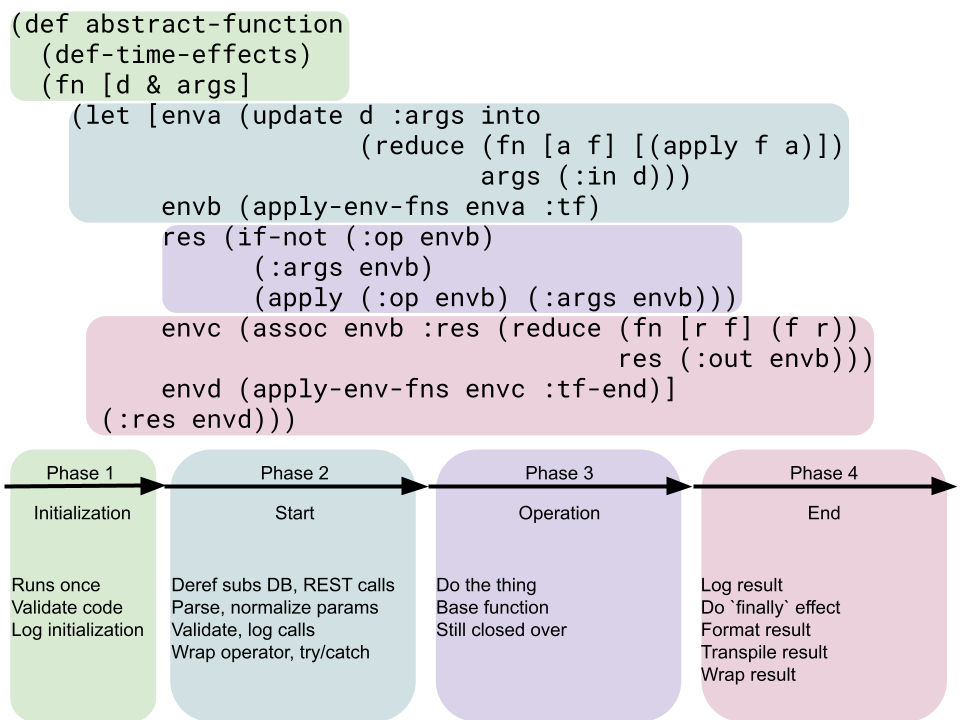 (def abstract-function
  (def-time-effects)
  (fn [d & args]
    (let [enva (update d :args into
                       (reduce (fn [a f] [(apply f a)])
                               args (:in d)))
          envb (apply-env-fns enva :tf)
          res (if-not (:op envb)
                (:args envb)
                (apply (:op envb) (:args envb)))
          envc (assoc envb :res (reduce (fn [r f] (f r))
                                        res (:out envb)))
          envd (apply-env-fns envc :tf-end)]
      (:res envd)))
Phase 1
Initialization
Runs once
Validate code
Log initialization
Phase 2
Start
Deref subs DB, REST calls
Parse, normalize params
Validate, log calls
Wrap operator, try/catch
Phase 3
Operation
Do the thing
Base function
Still closed over
Phase 4
End
Log result
Do `finally` effect
Format result
Transpile result
Wrap result